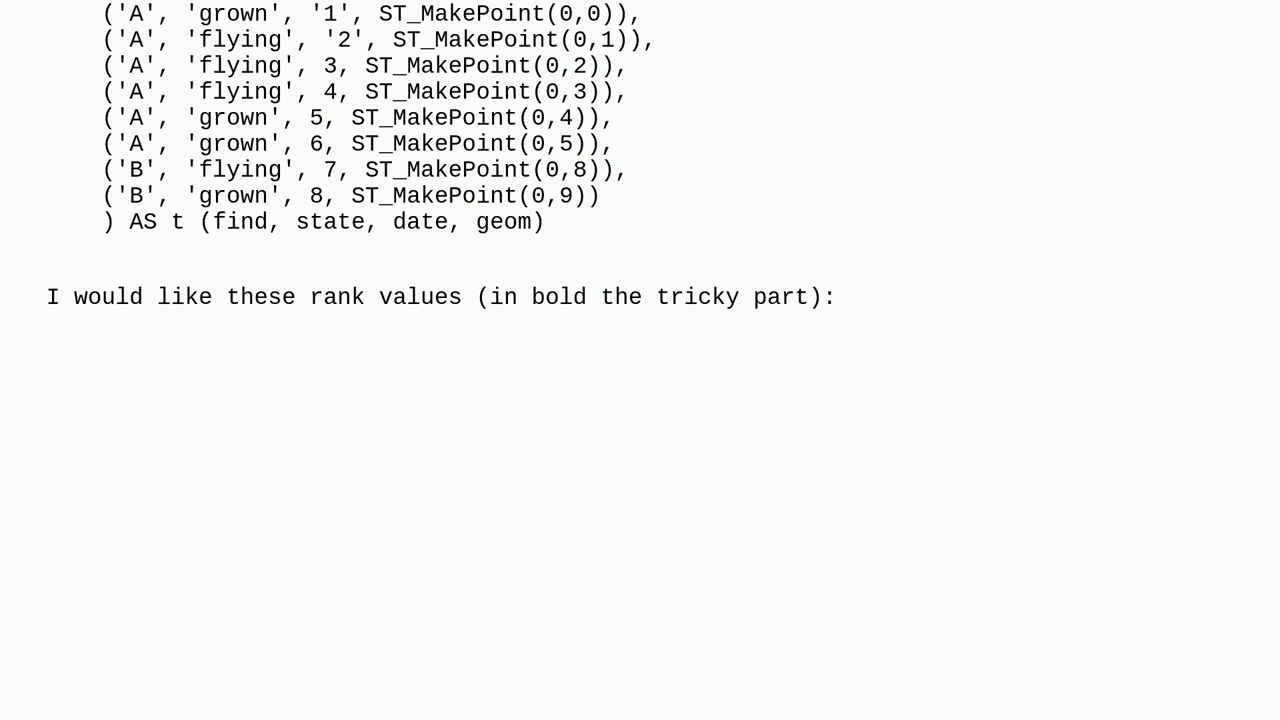 ('A', 'grown', '1', ST_MakePoint(0,0)),
('A', 'flying', '2', ST_MakePoint(0,1)),
('A', 'flying', 3, ST_MakePoint(0,2)),
('A', 'flying', 4, ST_MakePoint(0,3)),
('A', 'grown', 5, ST_MakePoint(0,4)),
('A', 'grown', 6, ST_MakePoint(0,5)),
('B', 'flying', 7, ST_MakePoint(0,8)),
('B', 'grown', 8, ST_MakePoint(0,9))
) AS t (find, state, date, geom)
I would like these rank values (in bold the tricky part):